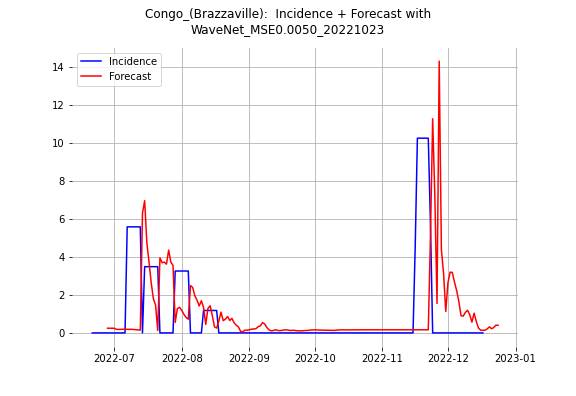 Congo_(Brazzaville):  Incidence + Forecast with
WaveNet_MSE0.0050_20221023
Incidence
Forecast
14
12
10
8
6
4
2
0
2022-07 2022-08 2022-09 2022-10 2022-11 2022-12 2023-01